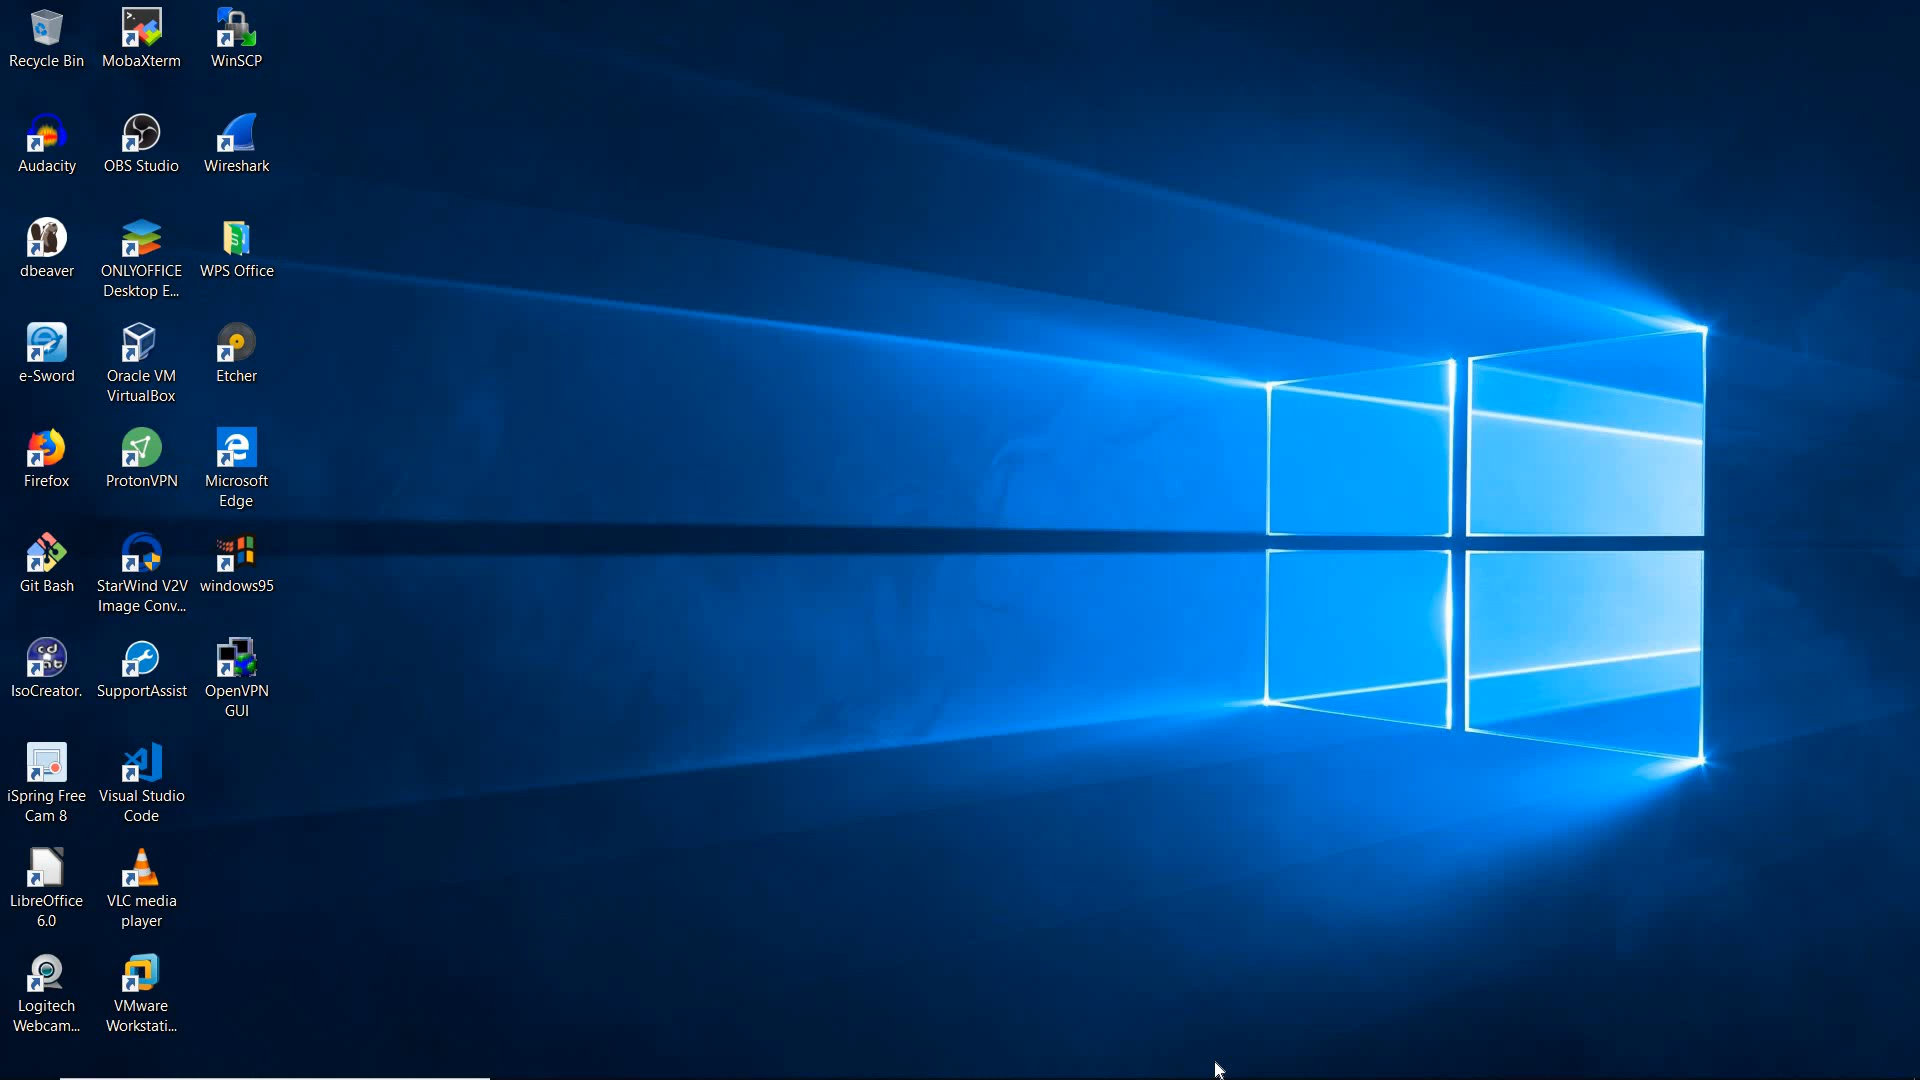 Recycle Bin
MobaXterm
WinSCP
Audacity
OBS Studio
Wireshark
dbeaver
ONLYOFFICE
Desktop E...
WPS Office
e-Sword
Oracle VM
VirtualBox
Etcher
Firefox
ProtonVPN
Microsoft
Edge
Git Bash
StarWind V2V
Image Conv...
windows95
IsoCreator.
SupportAssist
OpenVPN
GUI
iSpring Free
Cam 8
Visual Studio
Code
LibreOffice
6.0
VLC media
player
Logitech
Webcam...
VMware
Workstati...